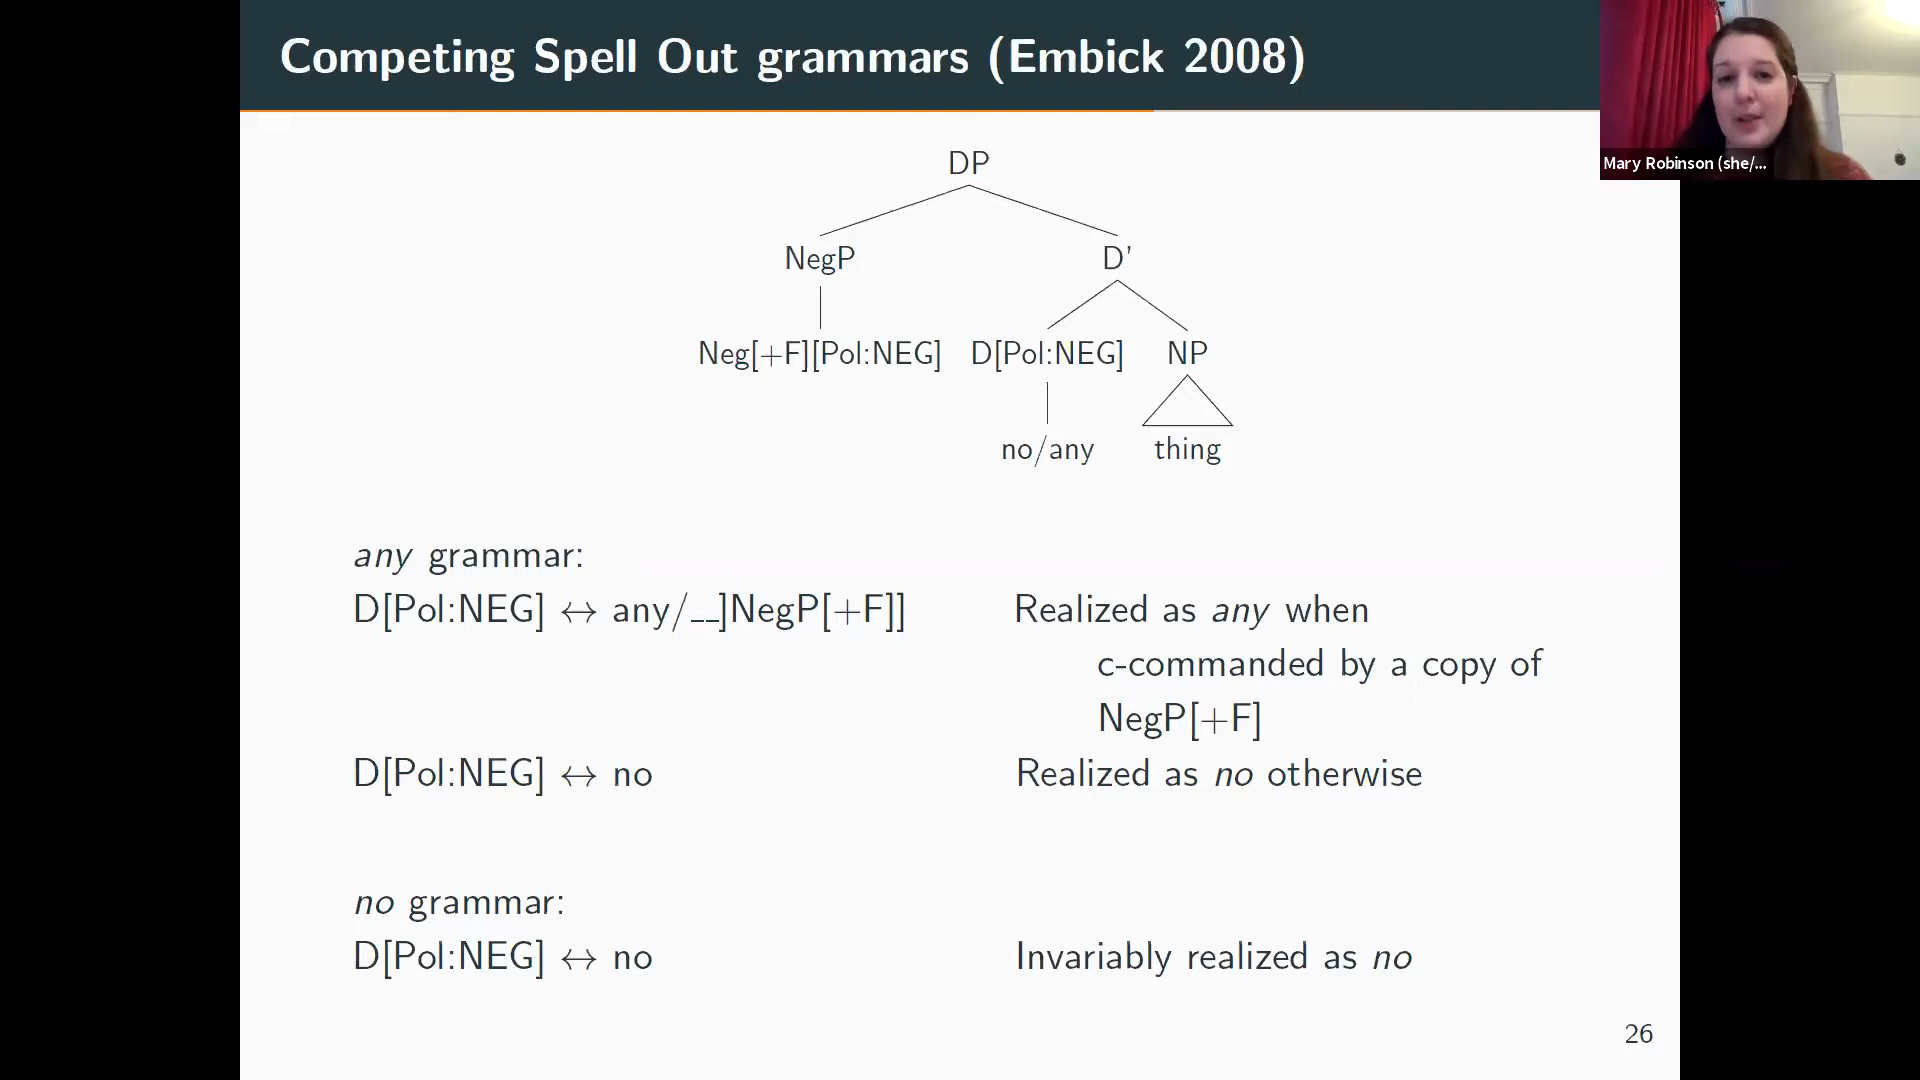 Competing Spell Out grammars (Embick 2008)
Mary Robinson (she/...
DP
NegP D'
Neg[+F][Pol:NEG] D[Pol:NEG] NP
no/any thing
any grammar:
D[Pol:NEG] ↔ any/__]NegP[+F]] Realized as any when
c-commanded by a copy of
NegP[+F]
D[Pol:NEG] ↔ no Realized as no otherwise
no grammar:
D[Pol:NEG] ↔ no Invariably realized as no
26